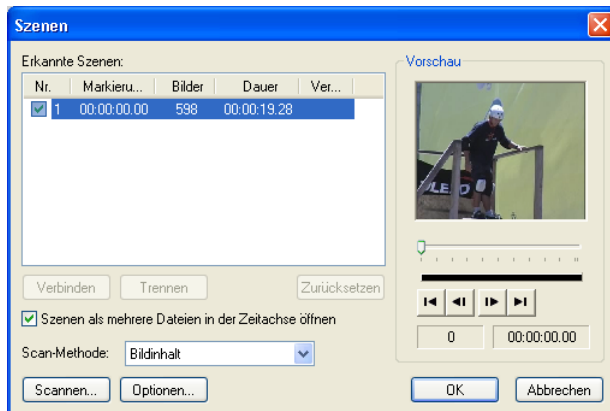 Szenen
Erkannte Szenen:
Nr. Markieru... Bilder Dauer Ver...
1 00:00:00.00 598 00:00:19.28
Verbinden Trennen Zurücksetzen
Szenen als mehrere Dateien in der Zeitachse öffnen
Scan-Methode: Bildinhalt
Scannen... Optionen...
Vorschau
0 00:00:00.00
OK Abbrechen